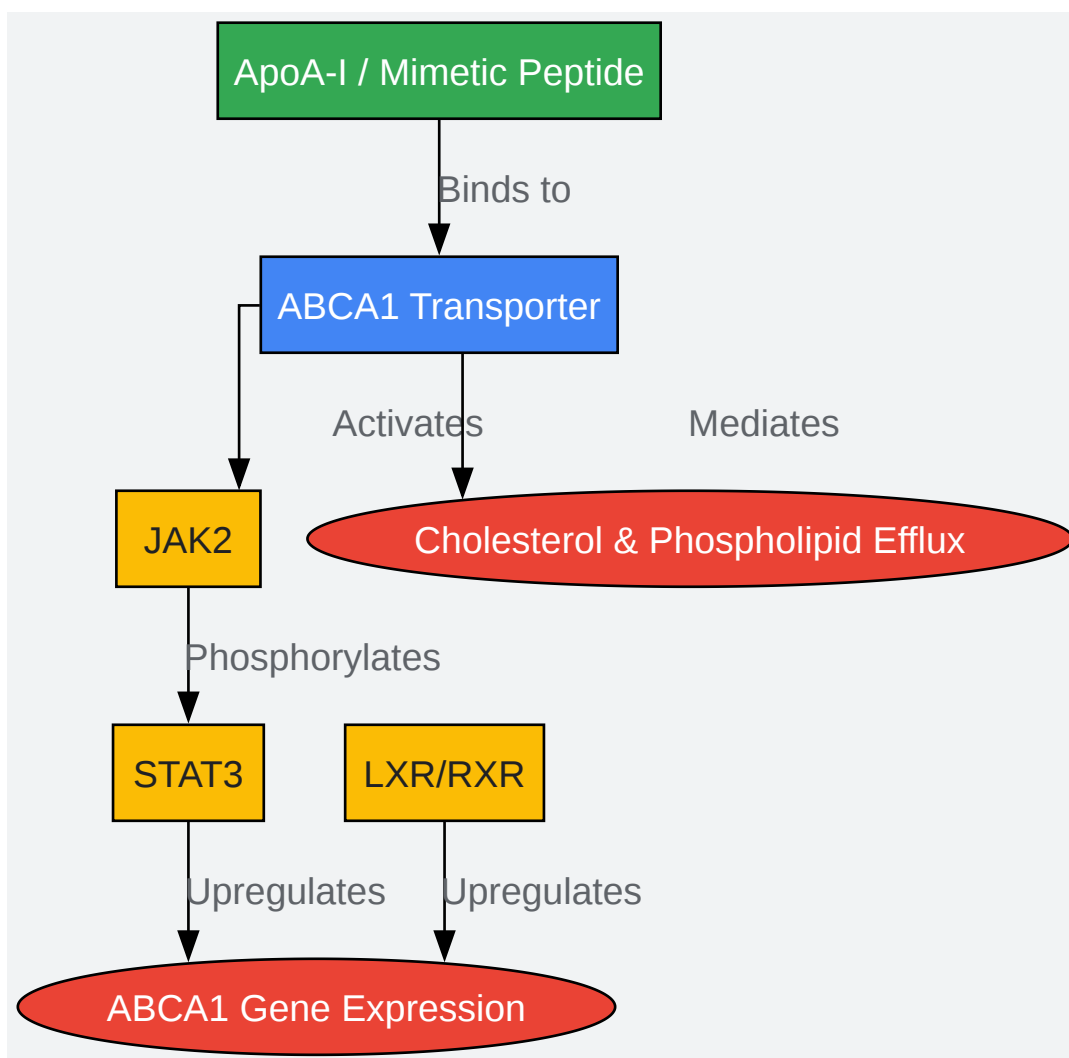 ApoA-I / Mimetic Peptide
Binds to
ABCA1 Transporter
Activates
Mediates
JAK2
Cholesterol & Phospholipid Efflux
Phosphorylates
STAT3
LXR/RXR
Upregulates
Upregulates
ABCA1 Gene Expression